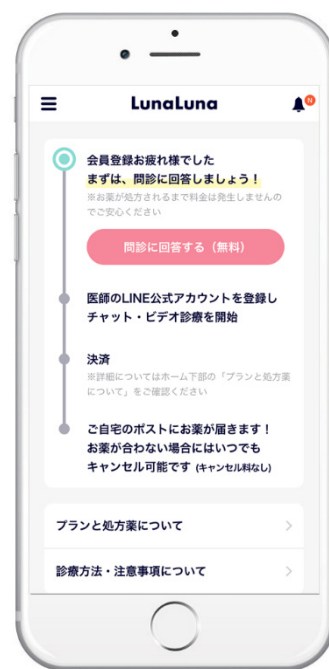 LunaLuna
N
会員登録お疲れ様でした
まずは、問診に回答しましょう！
※お薬が処方されるまで料金は発生しませんの
でご安心ください
問診に回答する（無料）
医師のLINE公式アカウントを登録し
チャット・ビデオ診療を開始
決済
※詳細についてはホーム下部の「プランと処方薬
について」をご確認ください
ご自宅のポストにお薬が届きます！
お薬が合わない場合にはいつでも
キャンセル可能です (キャンセル料なし)
プランと処方薬について
診療方法・注意事項について